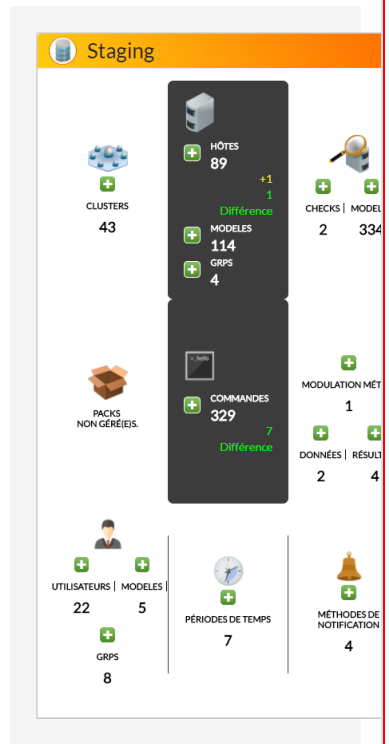 Staging
CLUSTERS
43
HÔTES
89
+1
1
Différence
MODELES
114
GRPS
4
CHECKS | MODEL
2 334
PACKS
NON GÉRÉ(E)S.
>_hello
COMMANDES
329
7
Différence
MODULATION MÉT
1
DONNÉES | RÉSULT
2 4
UTILISATEURS | MODELES |
22 5
GRPS
8
PÉRIODES DE TEMPS
7
MÉTHODES DE
NOTIFICATION
4